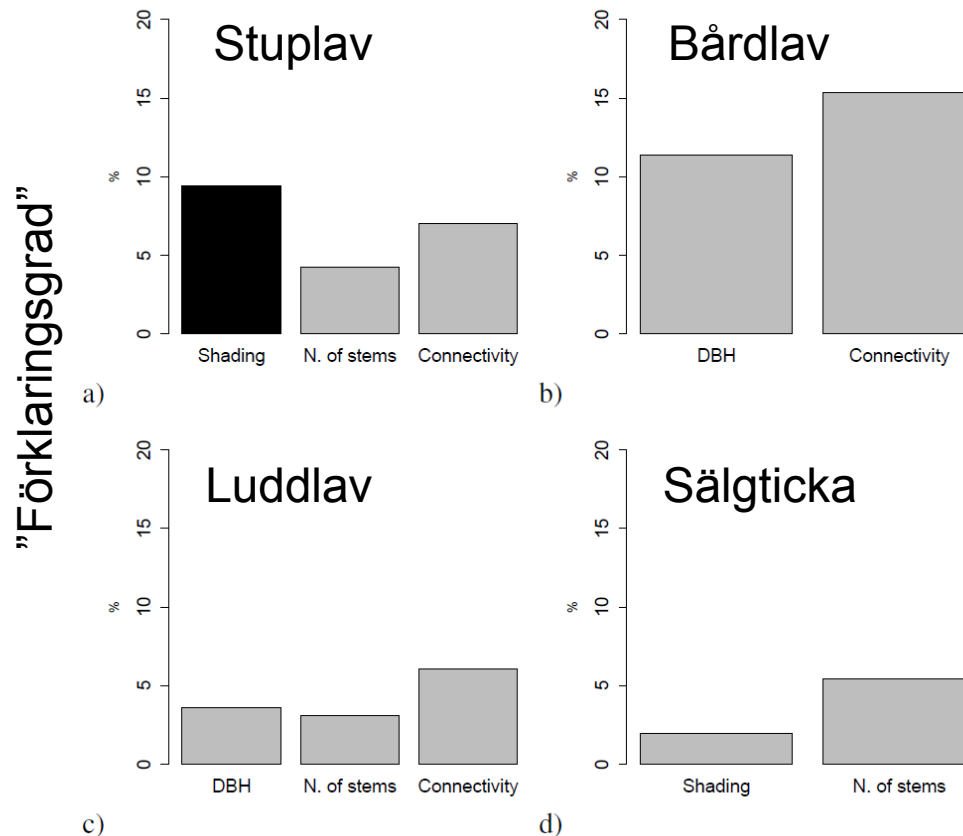 ”Förklaringsgrad”
Stuplav
%
20
15
10
5
0
Shading N. of stems Connectivity
a)
Bårdlav
%
20
15
10
5
0
DBH Connectivity
b)
Luddlav
%
20
15
10
5
0
DBH N. of stems Connectivity
c)
Sälgticka
%
20
15
10
5
0
Shading N. of stems
d)